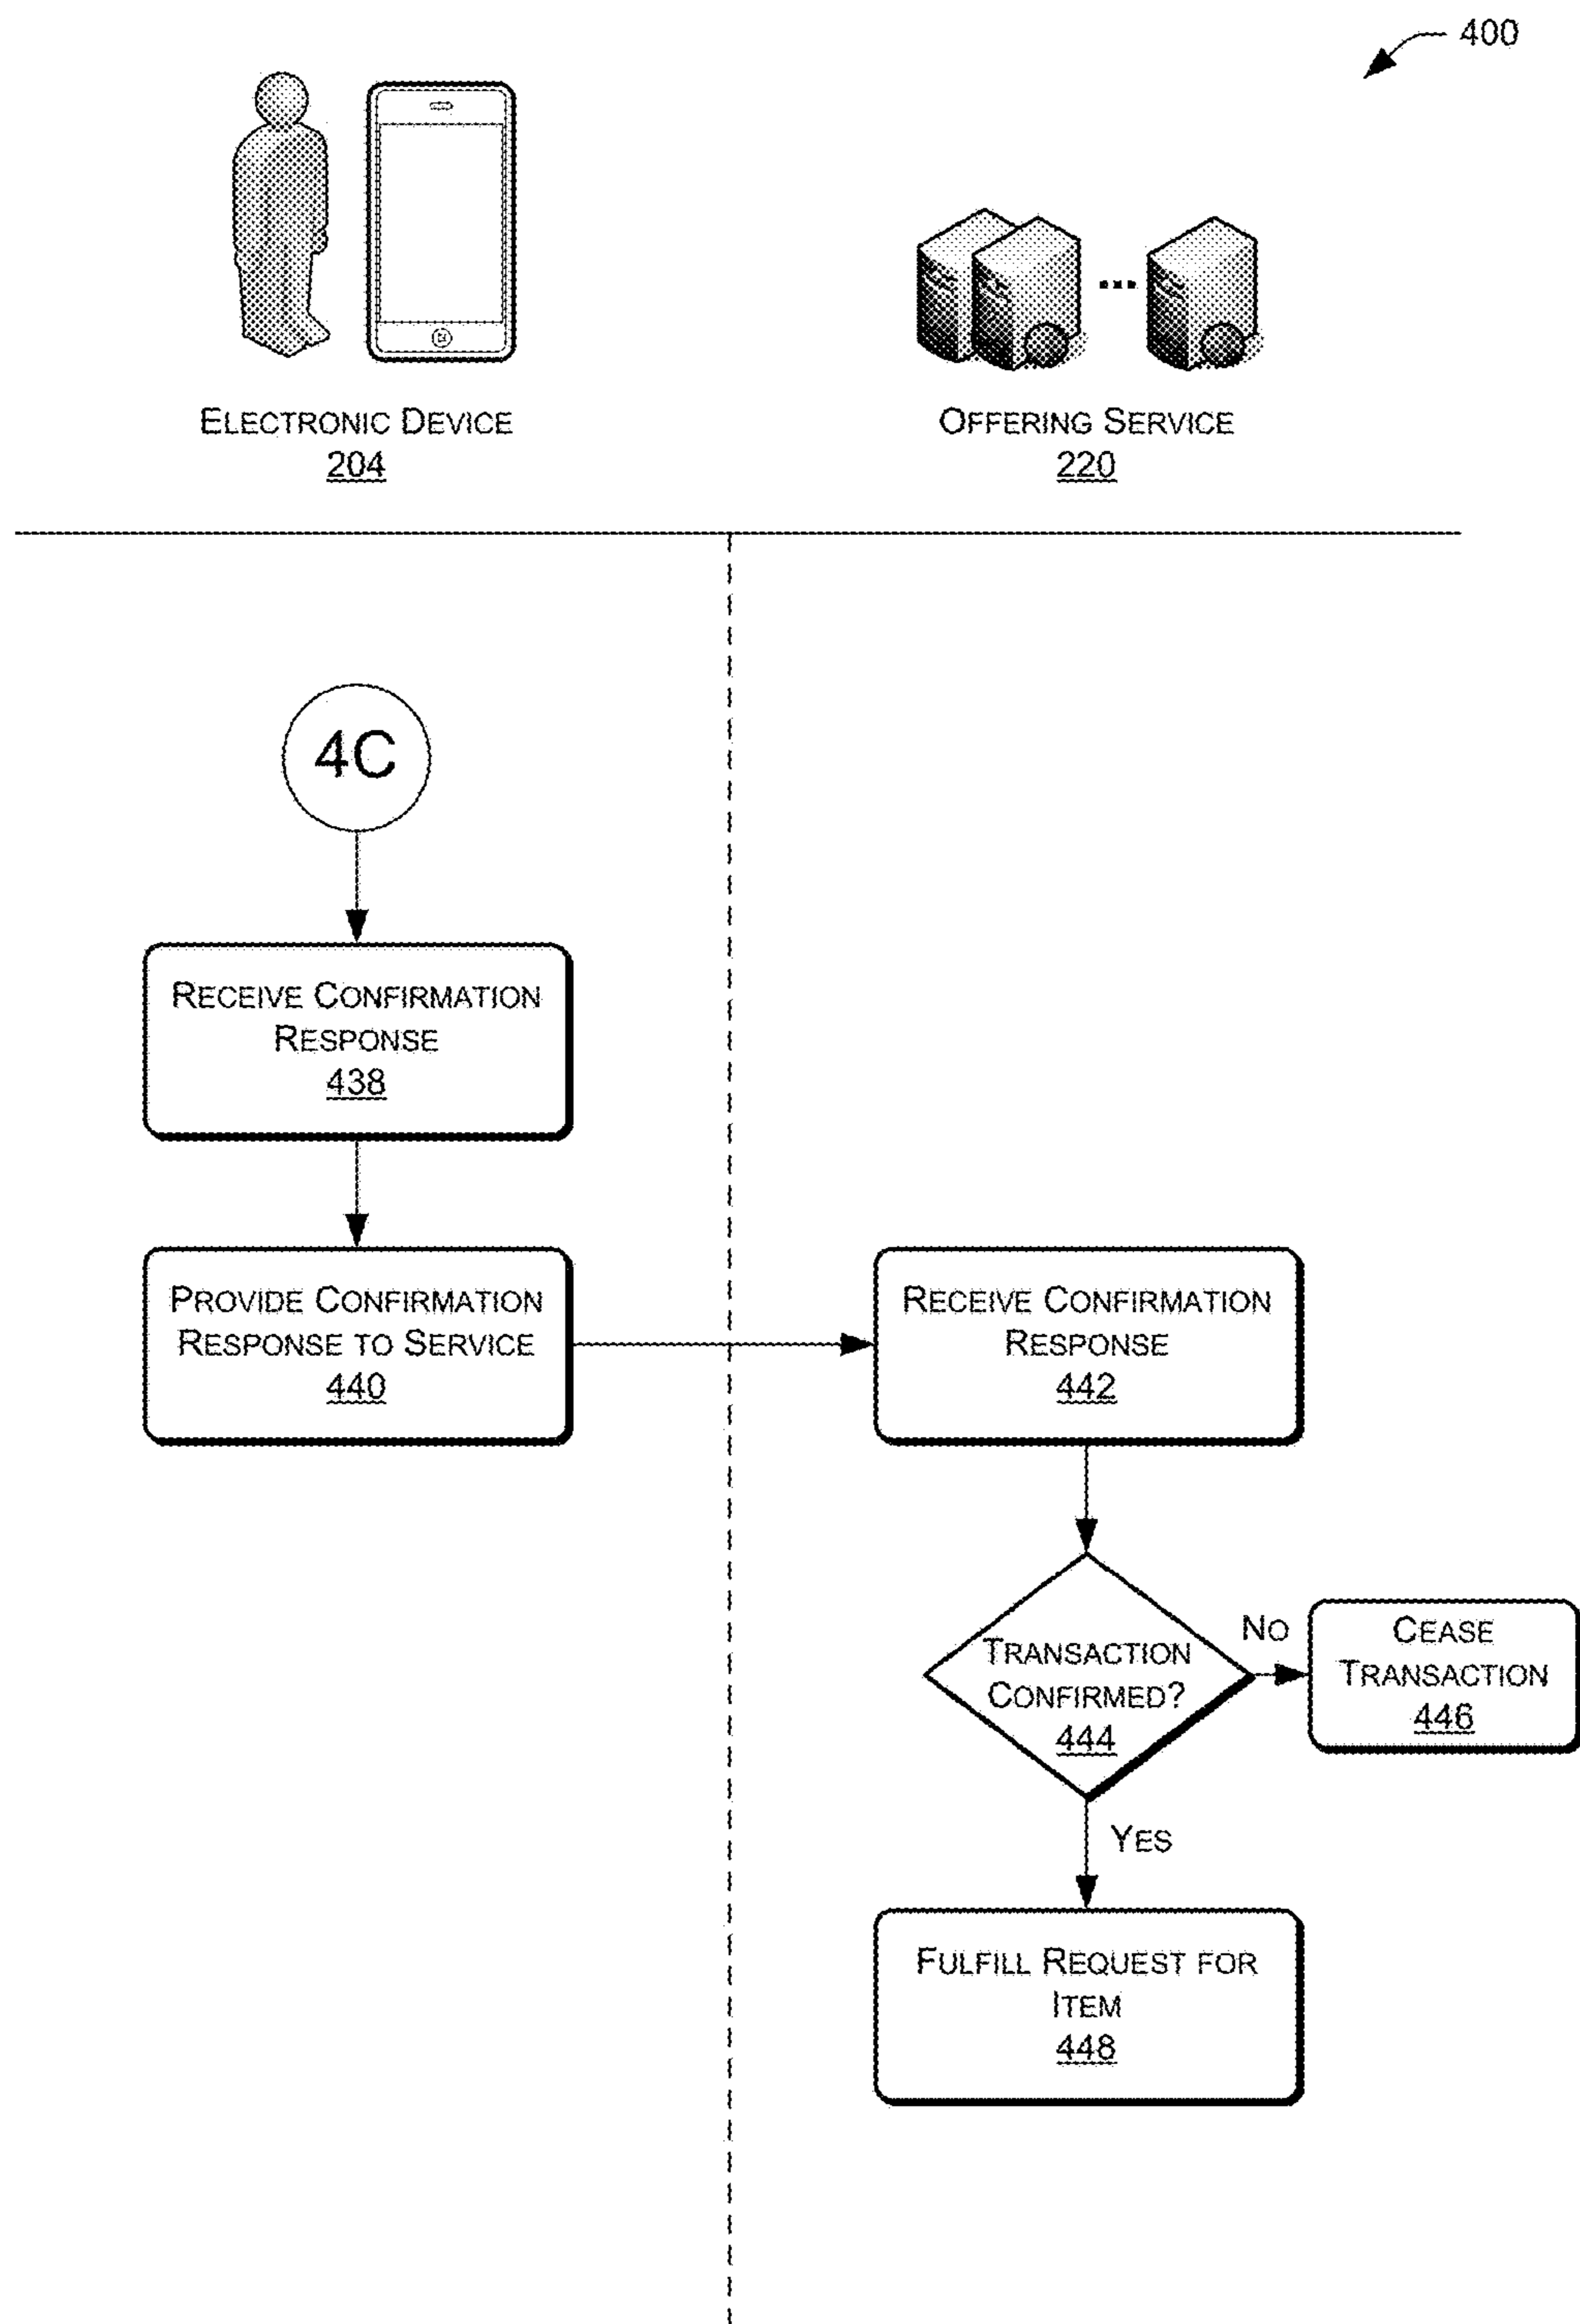 400
ELECTRONIC DEVICE
204
OFFERING SERVICE
220
4C
RECEIVE CONFIRMATION
RESPONSE
438
PROVIDE CONFIRMATION
RESPONSE TO SERVICE
440
RECEIVE CONFIRMATION
RESPONSE
442
TRANSACTION
CONFIRMED?
444
NO
CEASE
TRANSACTION
446
YES
FULFILL REQUEST FOR
ITEM
448